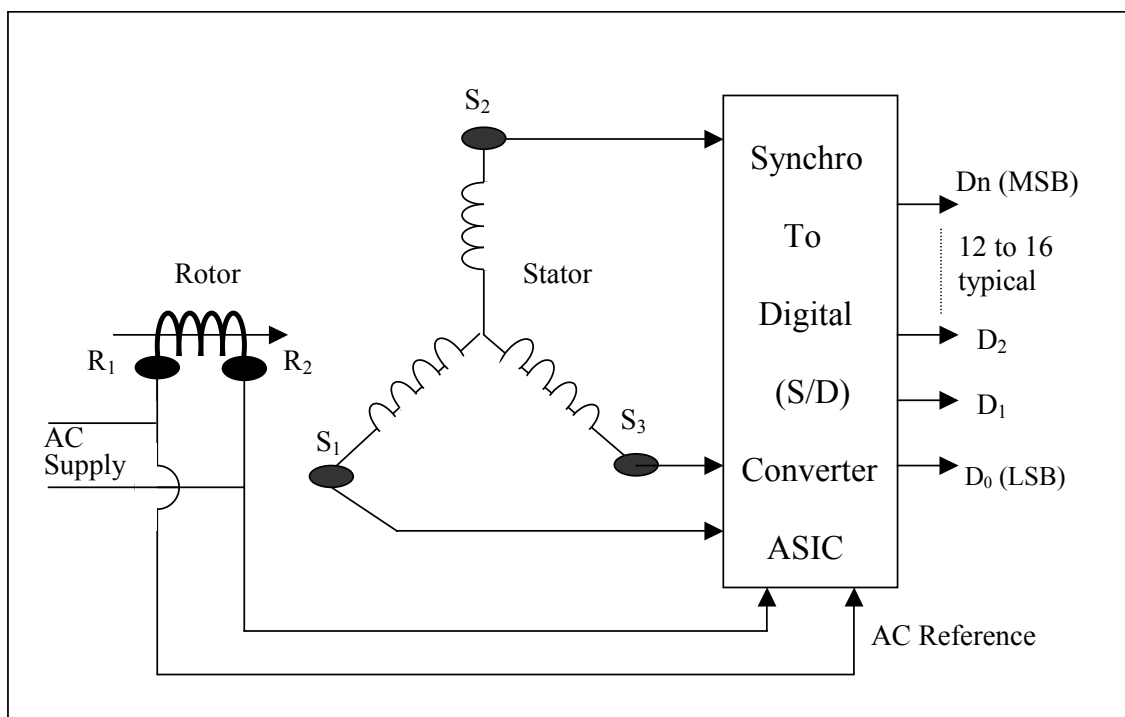 S₂
Synchro
To
Digital
(S/D)
Converter
ASIC
Dn (MSB)
12 to 16
typical
D₂
D₁
D₀ (LSB)
Rotor
Stator
R₁
R₂
S₁
S₃
AC
Supply
AC Reference